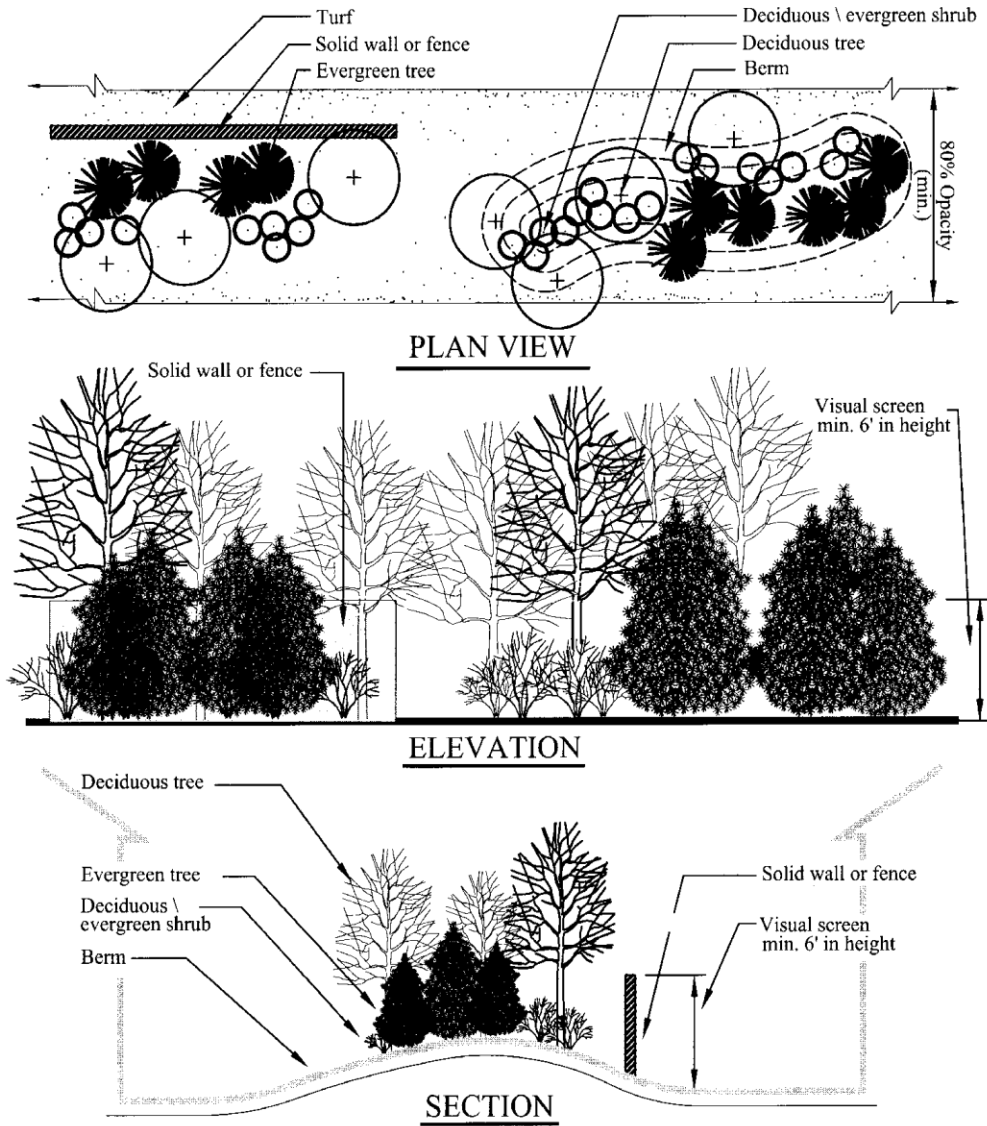 Turf
Solid wall or fence
Evergreen tree
Deciduous \ evergreen shrub
Deciduous tree
Berm
80% Opacity
(min.)
PLAN VIEW
Solid wall or fence
Visual screen
min. 6' in height
ELEVATION
Deciduous tree
Evergreen tree
Deciduous \
evergreen shrub
Berm
Solid wall or fence
Visual screen
min. 6' in height
SECTION